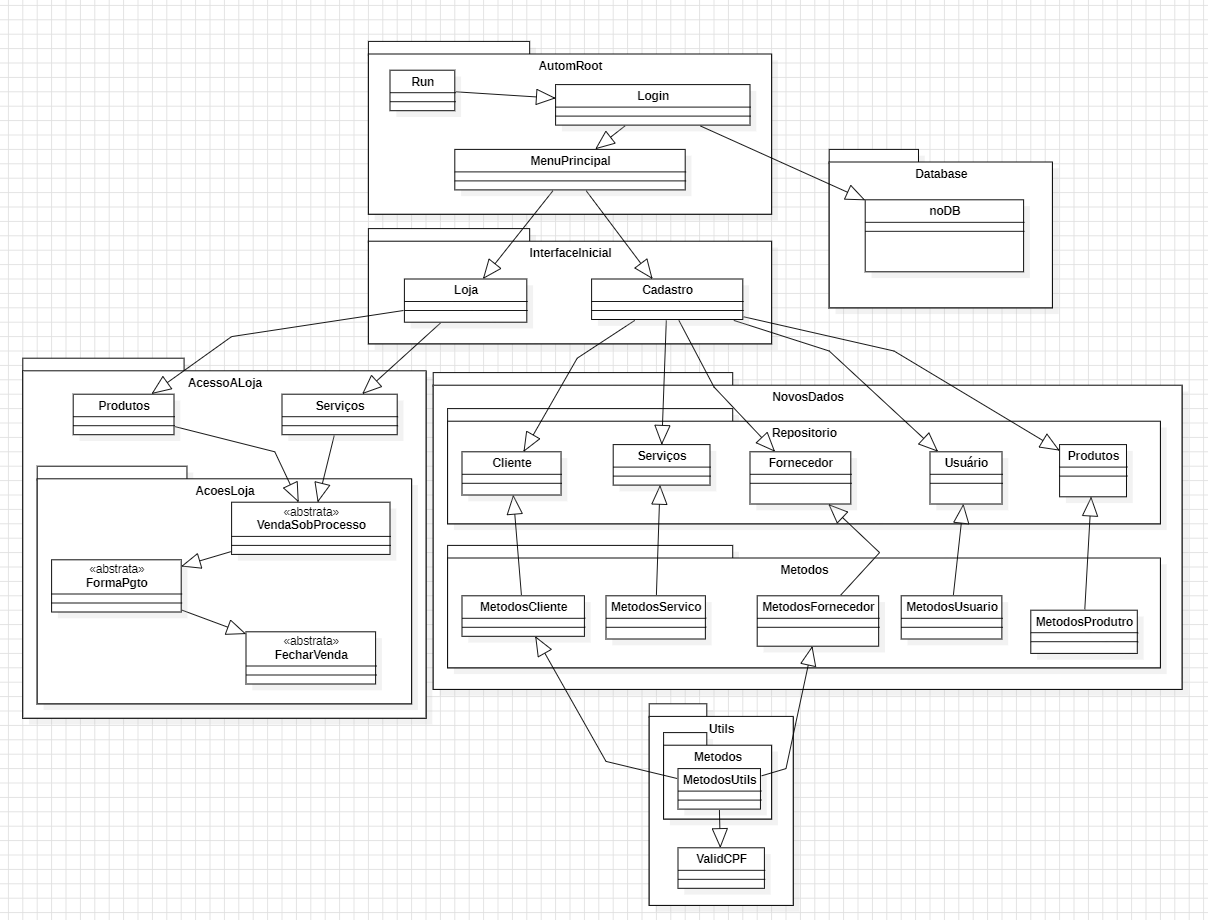 AutomRoot
Run
Login
MenuPrincipal
Database
noDB
InterfaceInicial
Loja
Cadastro
AcessoALoja
Produtos
Serviços
AcoesLoja
«abstrata»
VendaSobProcesso
«abstrata»
FormaPgto
«abstrata»
FecharVenda
NovosDados
Repositorio
Cliente
Serviços
Fornecedor
Usuário
Produtos
Metodos
MetodosCliente
MetodosServico
MetodosFornecedor
MetodosUsuario
MetodosProdutro
Utils
Metodos
MetodosUtils
ValidCPF